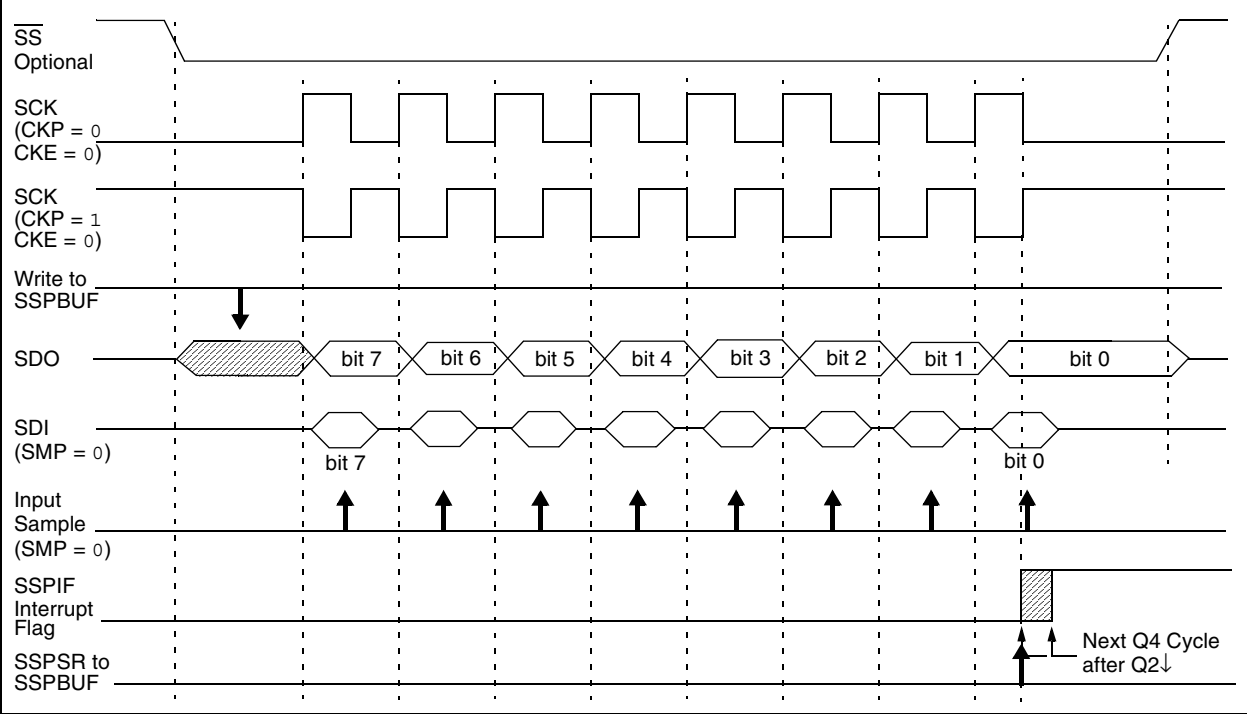 SS
Optional
SCK
(CKP = 0
CKE = 0)
SCK
(CKP = 1
CKE = 0)
Write to
SSPBUF
SDO
bit 7 bit 6 bit 5 bit 4 bit 3 bit 2 bit 1 bit 0
SDI
(SMP = 0)
bit 7 bit 0
Input
Sample
(SMP = 0)
SSPIF
Interrupt
Flag
Next Q4 Cycle
after Q2↓
SSPSR to
SSPBUF